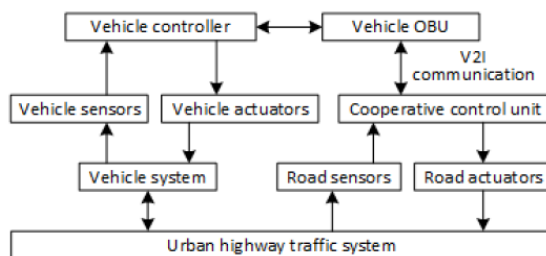 Vehicle controller
Vehicle OBU
V2I
communication
Vehicle sensors
Vehicle actuators
Cooperative control unit
Vehicle system
Road sensors
Road actuators
Urban highway traffic system